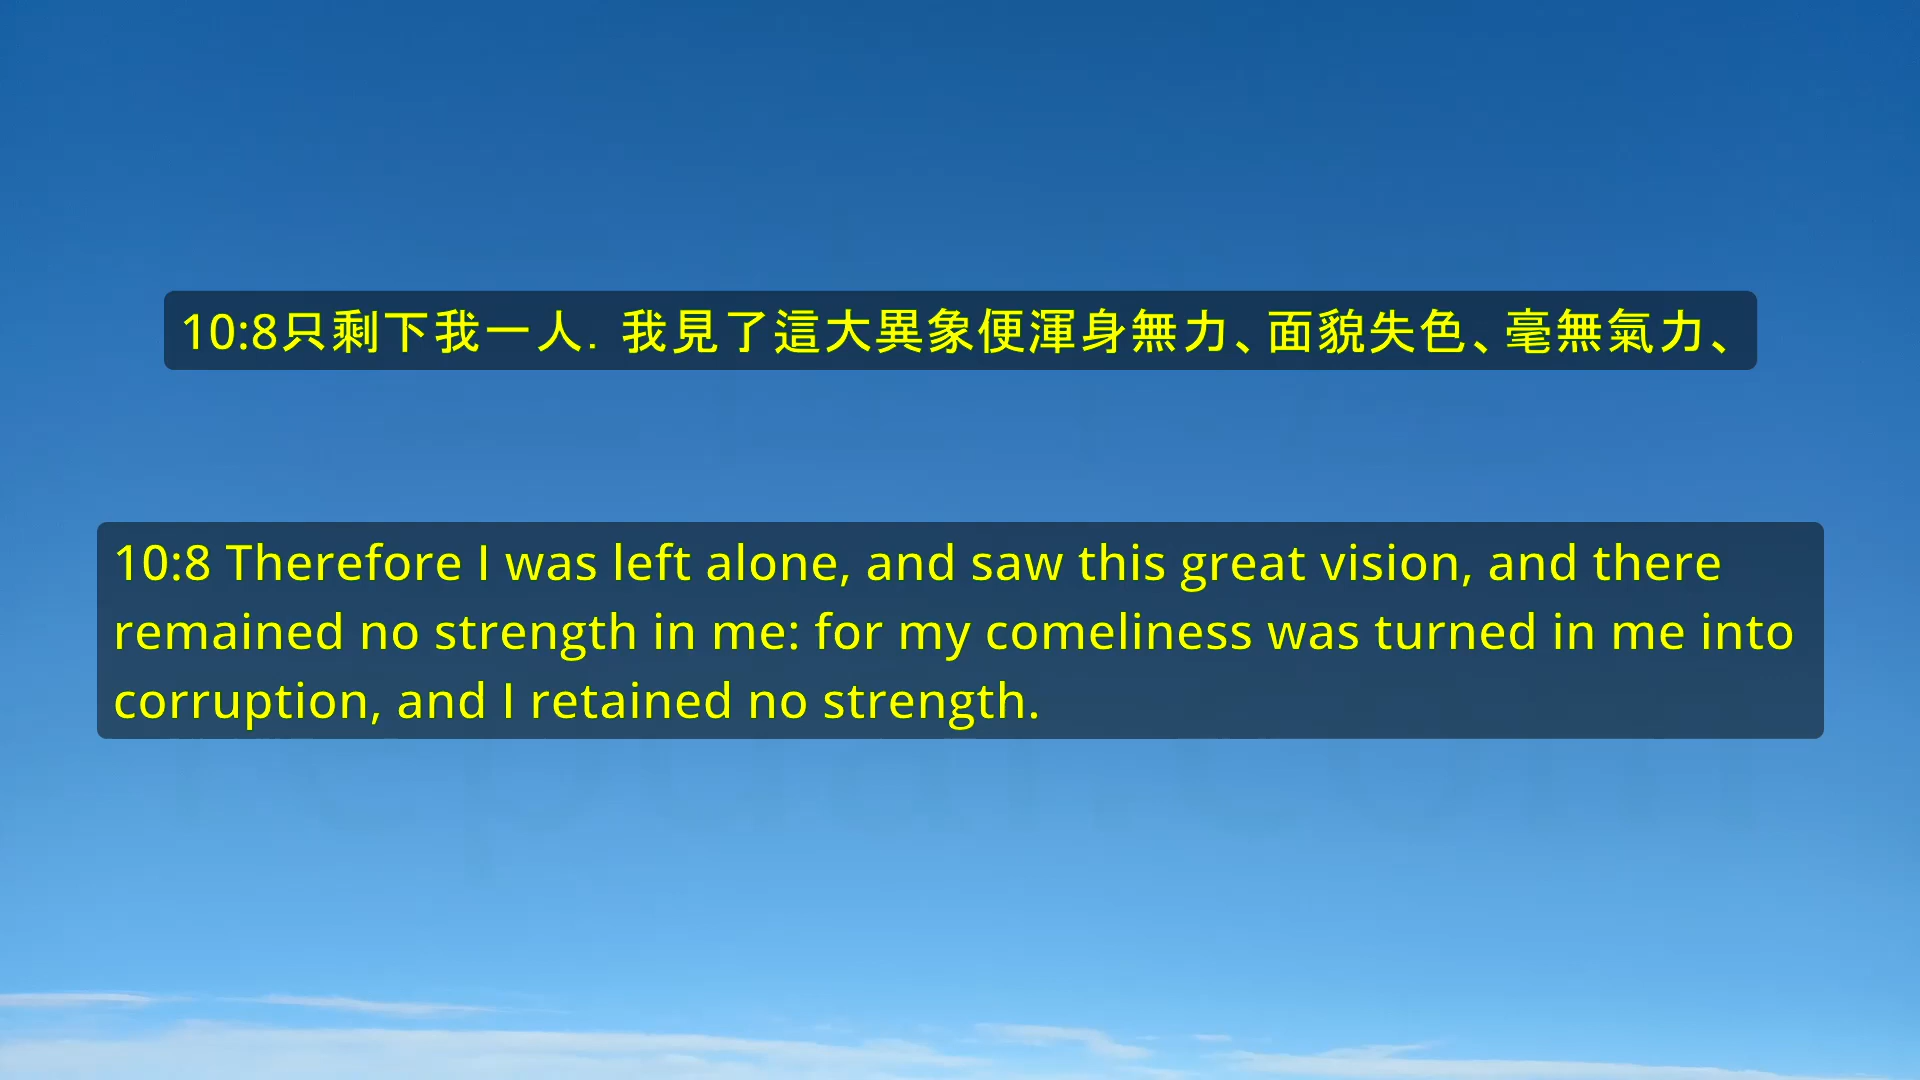 10:8只剩下我一人．我見了這大異象便渾身無力、面貌失色、毫無氣力、
10:8 Therefore I was left alone, and saw this great vision, and there
remained no strength in me: for my comeliness was turned in me into
corruption, and I retained no strength.